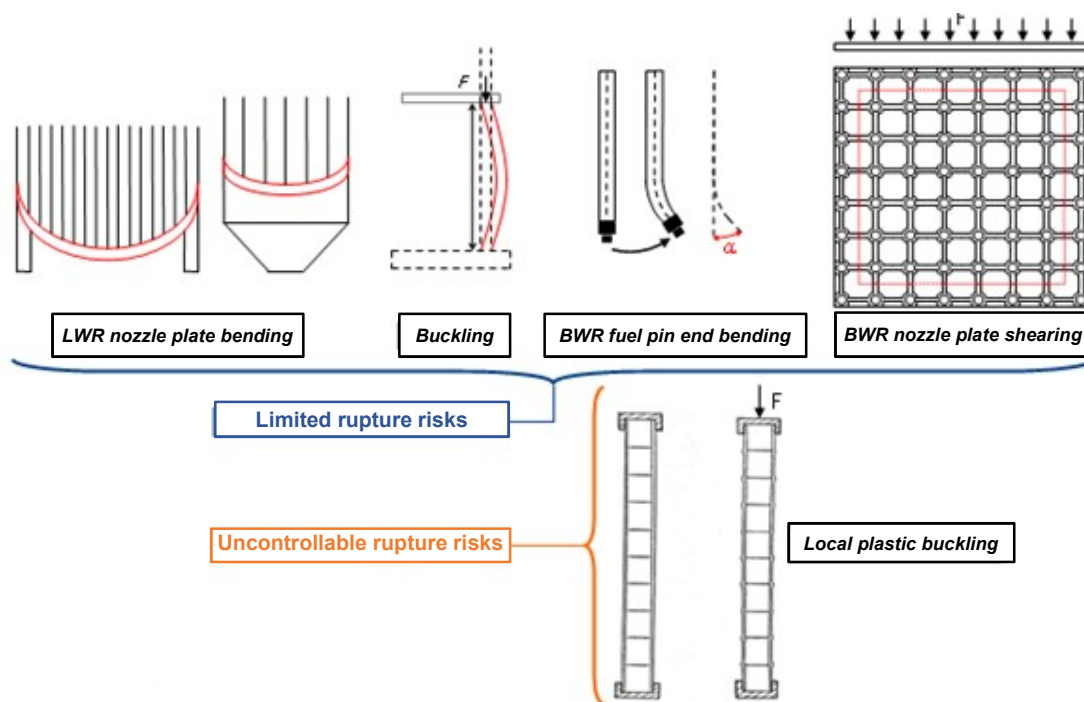 F
F
α
LWR nozzle plate bending
Buckling
BWR fuel pin end bending
BWR nozzle plate shearing
Limited rupture risks
F
Uncontrollable rupture risks
Local plastic buckling